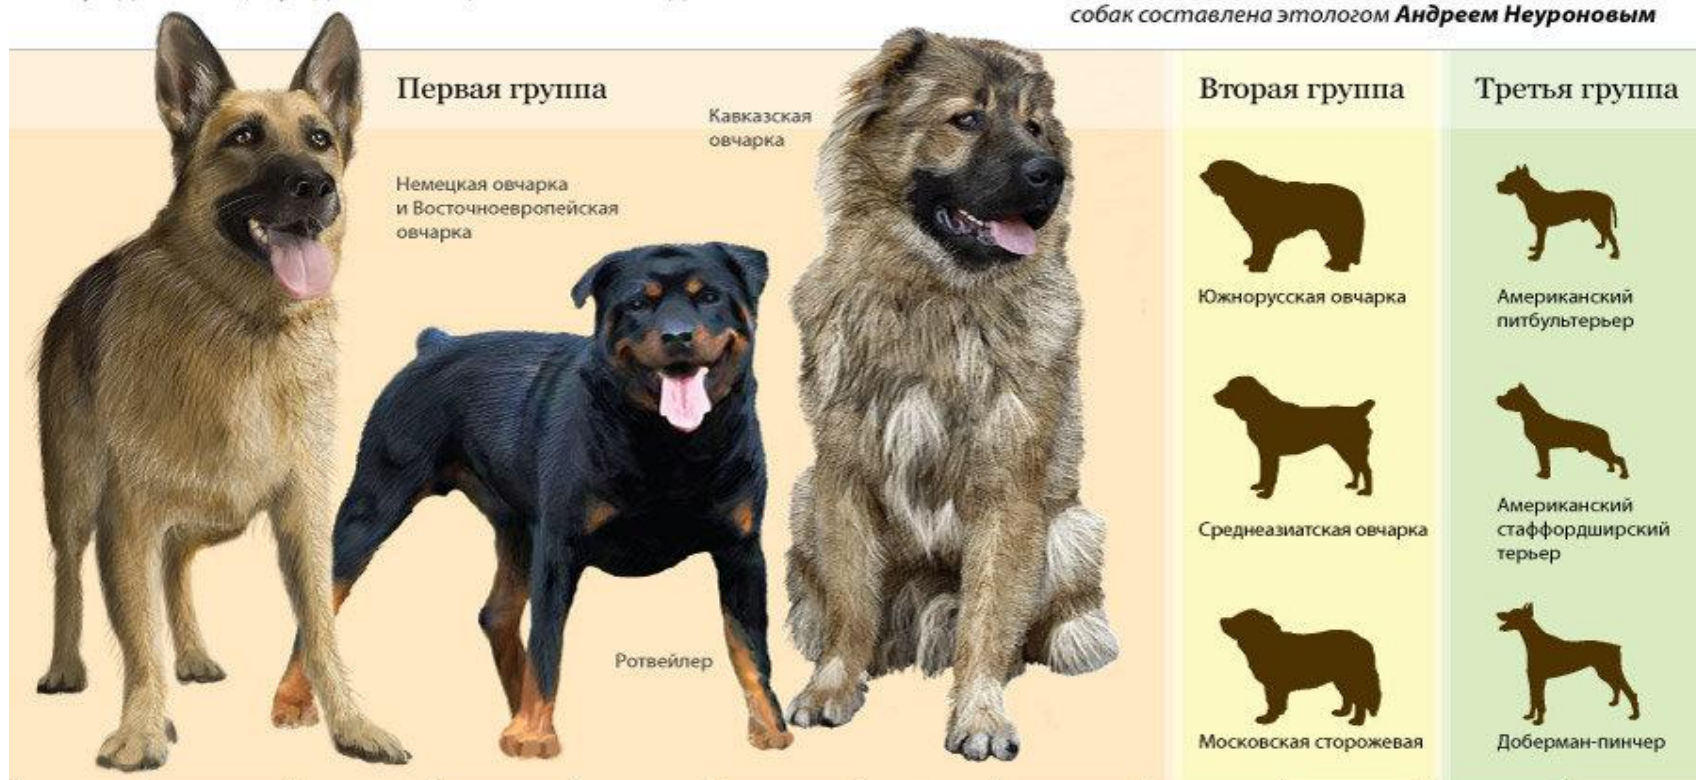 собак составлена этологом Андреем Неуроновым
Первая группа
Вторая группа
Третья группа
Кавказская
овчарка
Немецкая овчарка
и Восточноевропейская
овчарка
Ротвейлер
Южнорусская овчарка
Среднеазиатская овчарка
Московская сторожевая
Американский
питбультерьер
Американский
стаффордширский
терьер
Доберман-пинчер